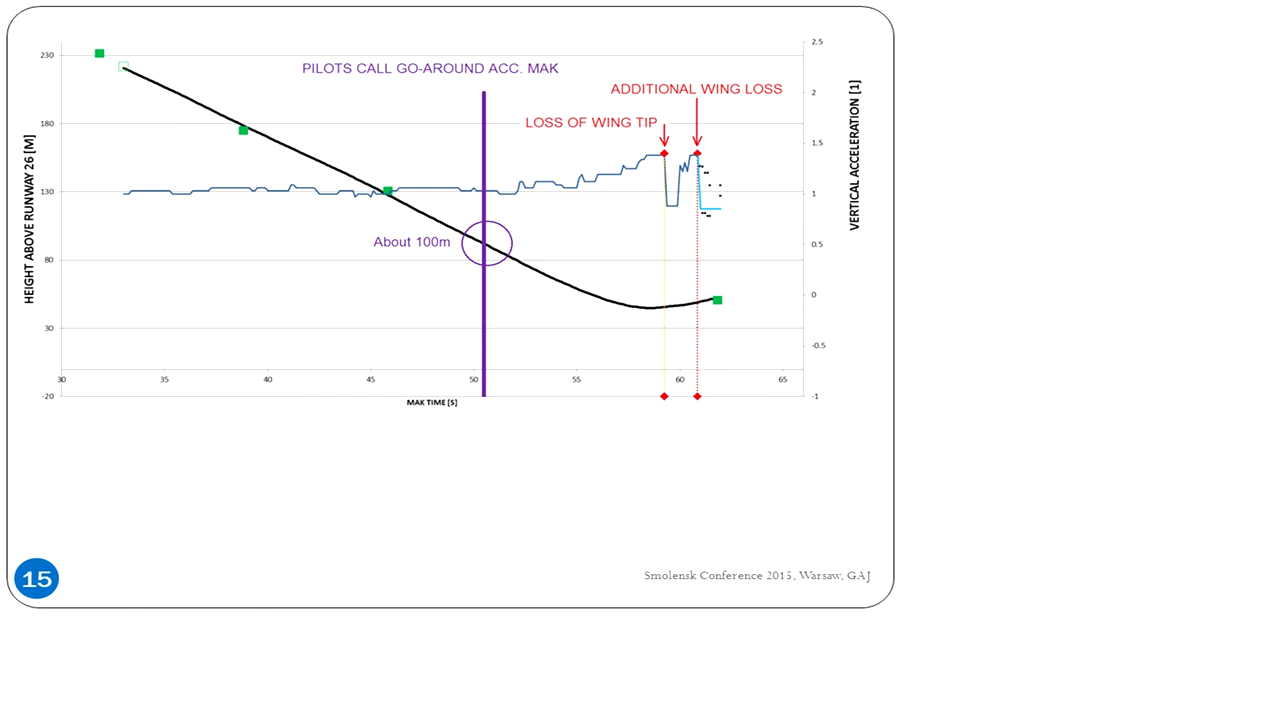 2.5
230
PILOTS CALL GO-AROUND ACC. MAK
ADDITIONAL WING LOSS
2
LOSS OF WING TIP
180
1.5
HEIGHT ABOVE RUNWAY 26 [M]
VERTICAL ACCELERATION [1]
130
1
About 100m
0.5
80
0
30
-0.5
30 35 40 45 50 55 60 65
-20
-1
MAK TIME [S]
15
Smolensk Conference 2015, Warsaw, GAJ